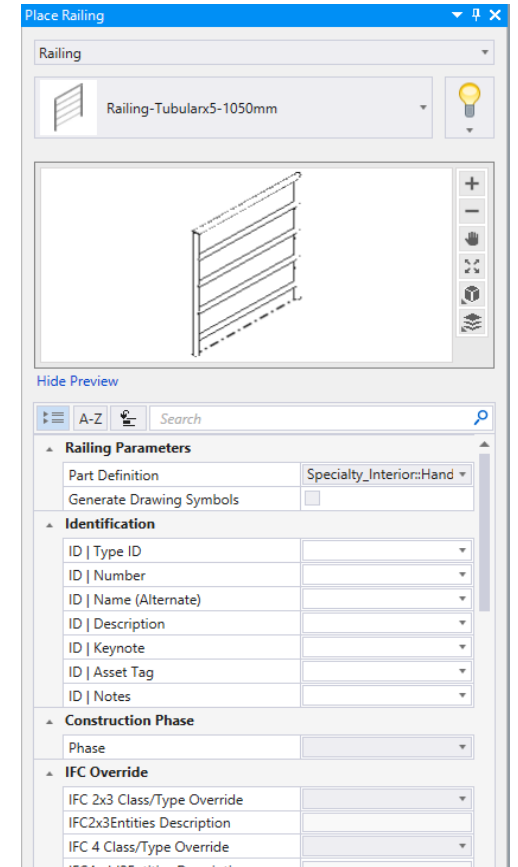 Place Railing
Railing
Railing-Tubularx5-1050mm
Hide Preview
A-Z Search
Railing Parameters
Part Definition Specialty_Interior::Hand
Generate Drawing Symbols
Identification
ID | Type ID
ID | Number
ID | Name (Alternate)
ID | Description
ID | Keynote
ID | Asset Tag
ID | Notes
Construction Phase
Phase
IFC Override
IFC 2x3 Class/Type Override
IFC2x3Entities Description
IFC 4 Class/Type Override